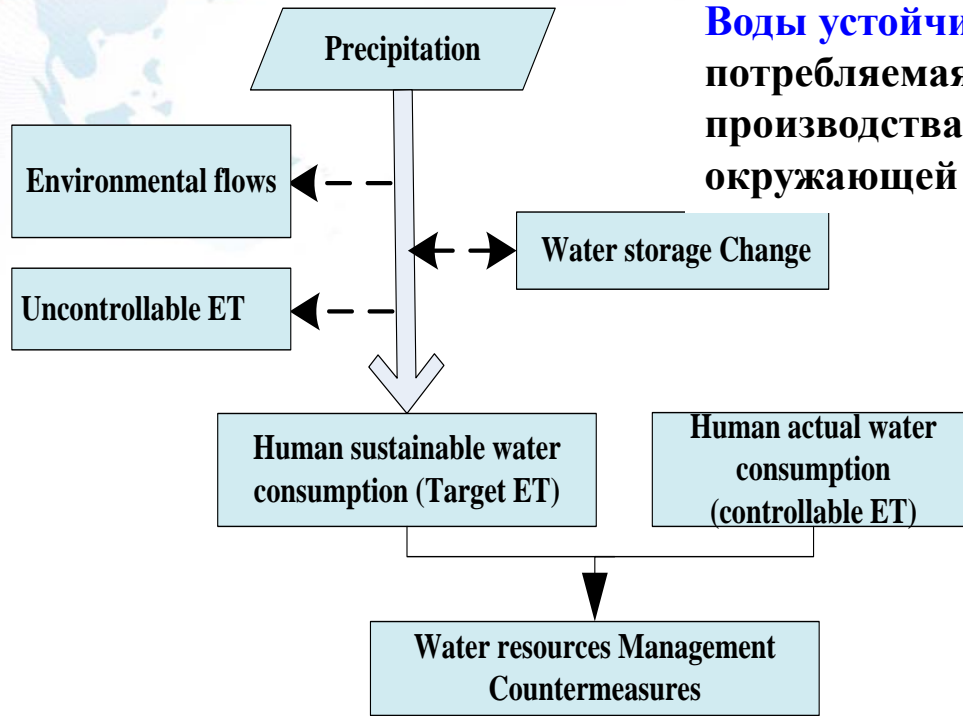 Precipitation
Воды
потребляемая
производства
окружающей
Environmental flows
Water storage Change
Uncontrollable ET
Human sustainable water
consumption (Target ET)
Human actual water
consumption
(controllable ET)
Water resources Management
Countermeasures